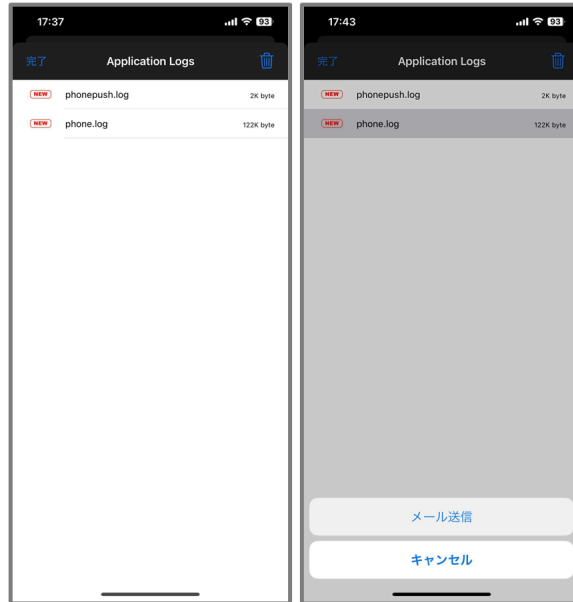 17:37
93
完了
Application Logs
NEW phonepush.log 2K byte
NEW phone.log 122K byte
17:43
93
完了
Application Logs
NEW phonepush.log 2K byte
NEW phone.log 122K byte
メール送信
キャンセル